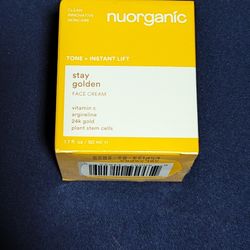 CLEAN
INNOVATIVE
SKINCARE
nuorganic
TONE + INSTANT LIFT
stay
golden
FACE CREAM
vitamin c
argireline
24k gold
plant stem cells
1.7 fl oz / 50 ml ℮